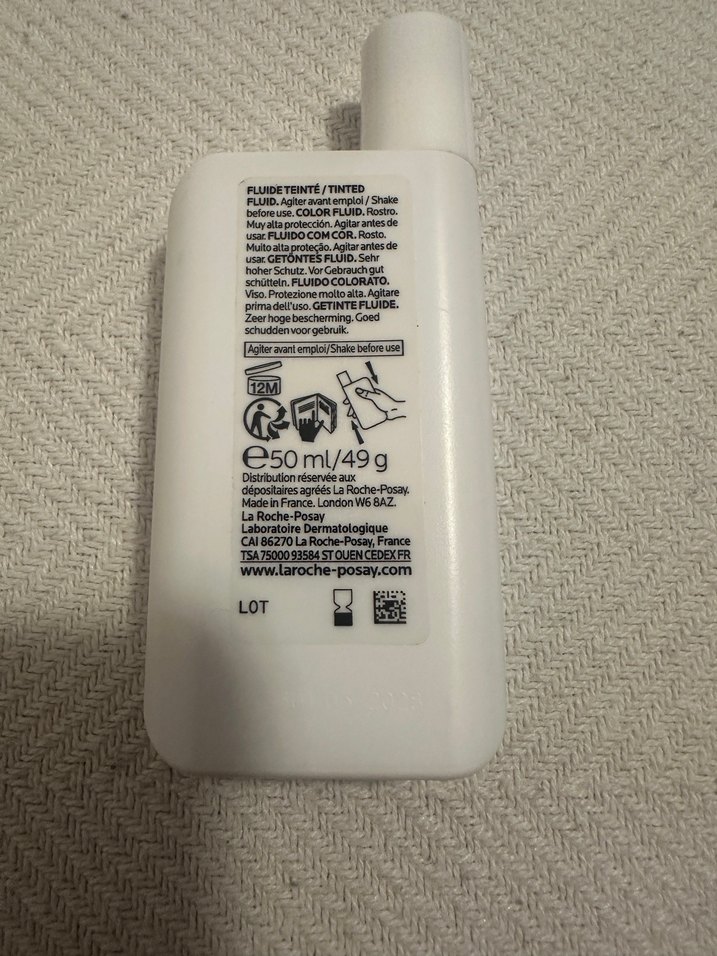 FLUIDE TEINTÉ / TINTED
FLUID. Agiter avant emploi / Shake
before use. COLOR FLUID. Rostro.
Muy alta protección. Agitar antes de
usar. FLUIDO COM COR. Rosto.
Muito alta proteção. Agitar antes de
usar. GETÖNTES FLUID. Sehr
hoher Schutz. Vor Gebrauch gut
schütteln. FLUIDO COLORATO.
Viso. Protezione molto alta. Agitare
prima dell'uso. GETINTE FLUIDE.
Zeer hoge bescherming. Goed
schudden voor gebruik.
Agiter avant emploi/Shake before use
12M
e50 ml/49 g
Distribution réservée aux
dépositaires agréés La Roche-Posay.
Made in France. London W6 8AZ.
La Roche-Posay
Laboratoire Dermatologique
CAI 86270 La Roche-Posay, France
TSA 75000 93584 ST OUEN CEDEX FR
www.laroche-posay.com
LOT